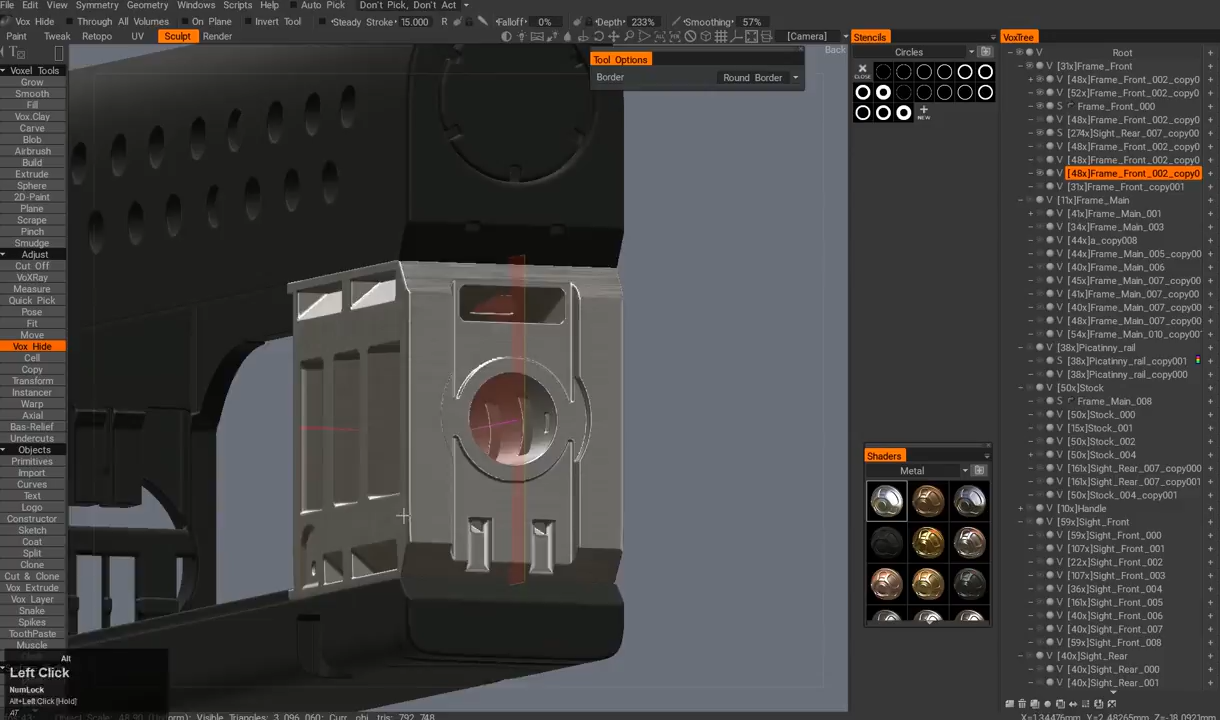 File Edit View Symmetry Geometry Windows Scripts Help Auto Pick Don't Pick, Don't Act
Vox Hide Through All Volumes On Plane Invert Tool Steady Stroke 15.000 Falloff 0% Depth 233% Smoothing 57%
Paint Tweak Retopo UV Sculpt Render [Camera]
Stencils
Circles
CLOSE
NEW
Voxel Tools
Grow
Smooth
Fill
Vox.Clay
Carve
Blob
Airbrush
Build
Extrude
Sphere
2D-Paint
Plane
Scrape
Pinch
Smudge
Adjust
Cut Off
VoXRay
Measure
Quick Pick
Pose
Fit
Move
Vox Hide
Cell
Copy
Transform
Instancer
Warp
Axial
Bas-Relief
Undercuts
Objects
Primitives
Import
Curves
Text
Logo
Constructor
Sketch
Coat
Split
Clone
Cut & Clone
Vox Extrude
Vox Layer
Snake
Spikes
ToothPaste
Muscle
Back
Tool Options
Border Round Border
Alt
Left Click
NumLock
Alt+Left Click [Hold]
Shaders
Metal
VoxTree
V Root
V [31x]Frame_Front
V [48x]Frame_Front_002_copy0
V [52x]Frame_Front_002_copy0
S Frame_Front_000
V [48x]Frame_Front_002_copy0
S [274x]Sight_Rear_007_copy00
V [48x]Frame_Front_002_copy0
V [48x]Frame_Front_002_copy0
V [48x]Frame_Front_002_copy0
V [31x]Frame_Front_copy001
V [11x]Frame_Main
V [41x]Frame_Main_001
V [34x]Frame_Main_003
V [44x]a_copy008
V [44x]Frame_Main_005_copy00
V [40x]Frame_Main_006
V [45x]Frame_Main_007_copy00
V [41x]Frame_Main_007_copy00
V [40x]Frame_Main_007_copy00
V [48x]Frame_Main_007_copy00
V [54x]Frame_Main_010_copy00
V [38x]Picatinny_rail
S [38x]Picatinny_rail_copy001
V [38x]Picatinny_rail_copy000
V [50x]Stock
S Frame_Main_008
V [50x]Stock_000
V [15x]Stock_001
V [50x]Stock_002
V [50x]Stock_004
V [161x]Sight_Rear_007_copy000
V [161x]Sight_Rear_007_copy001
V [50x]Stock_004_copy001
V [10x]Handle
V [59x]Sight_Front
V [59x]Sight_Front_000
V [107x]Sight_Front_001
V [22x]Sight_Front_002
V [107x]Sight_Front_003
V [36x]Sight_Front_004
V [161x]Sight_Front_005
V [40x]Sight_Front_006
V [40x]Sight_Front_007
V [59x]Sight_Front_008
V [40x]Sight_Rear
V [40x]Sight_Rear_000
V [40x]Sight_Rear_001